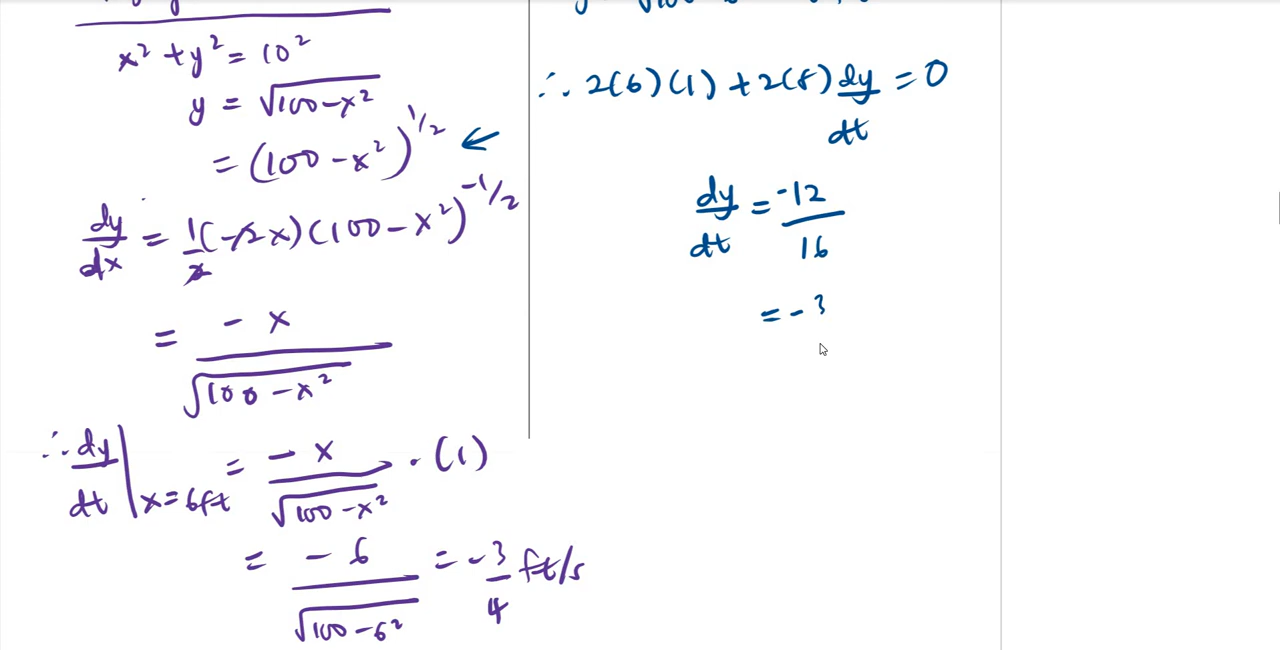 x² + y² = 10²
y = √100-x²
= (100 - x²)^1/2 ←
dy/dx = 1/2(-2x)(100 - x²)^-1/2
= -x/√100-x²
∴ dy/dt | x=6ft = -x/√100-x² · (1)
= -6/√100-6² = -3/4 ft/s
∴ 2(6)(1) + 2(8)dy/dt = 0
dy/dt = -12/16
= -3